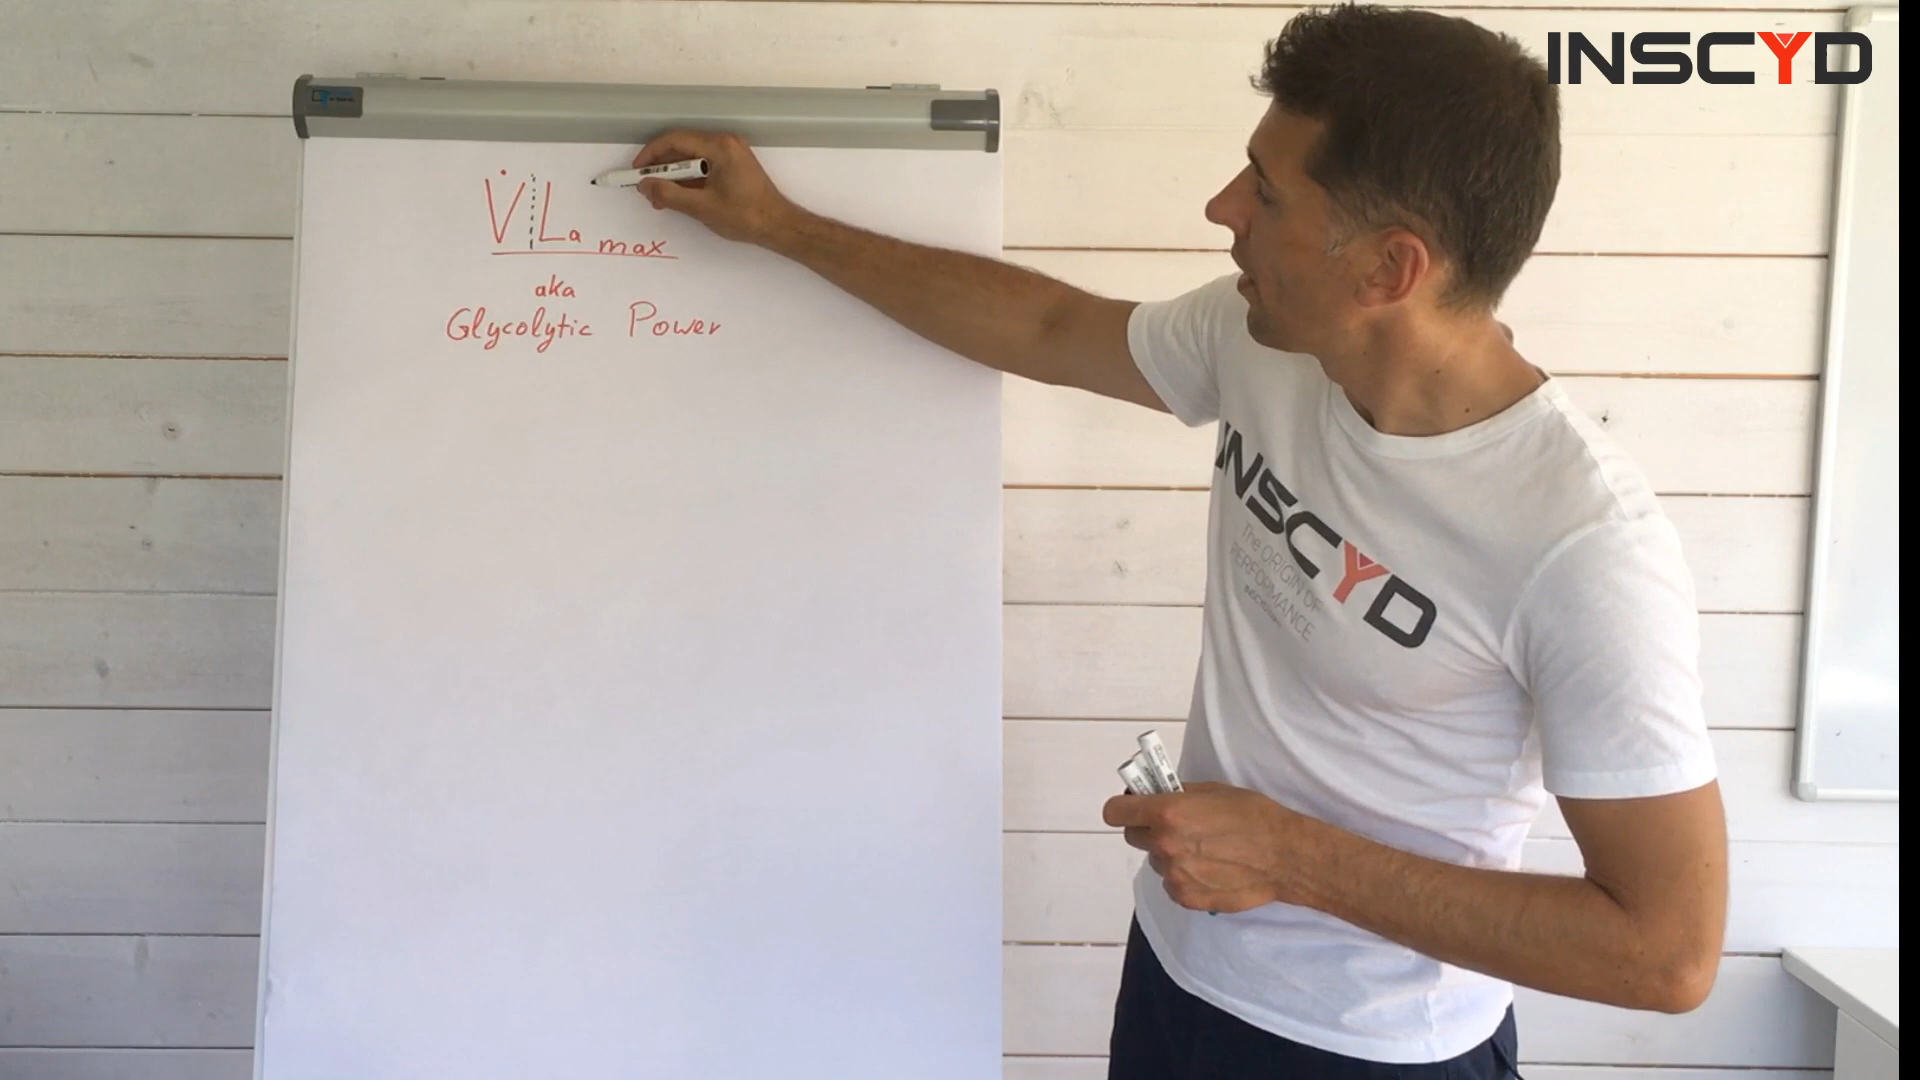 INSCYD
V̇La max
aka
Glycolytic Power
INSCYD
The ORIGIN OF
PERFORMANCE